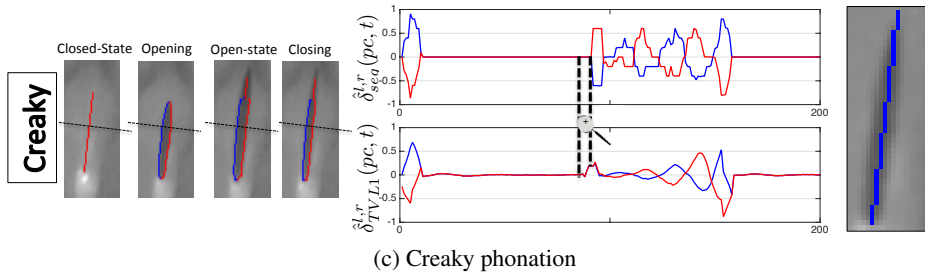 Creaky
Closed-State Opening Open-state Closing
δ̂^{l,r}_{seg}(pc, t)
1
0.5
0
-0.5
-1
0 200
δ̂^{l,r}_{TVL1}(pc, t)
1
0.5
0
-0.5
-1
0 200
(c) Creaky phonation